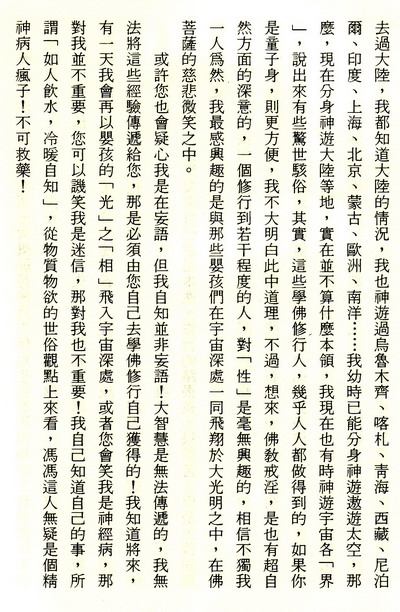 去過大陸，我都知道大陸的情況，我也神遊過烏魯木齊、喀札、靑海、西藏、尼泊
爾、印度、上海、北京、蒙古、歐洲、南洋……我幼時已能分身神遊遨遊太空，那
麼，現在分身神遊大陸等地，實在並不算什麼本領，我現在也有時神遊宇宙各「界
」，說出來有些驚世駭俗，其實，這些學佛修行人，幾乎人人都做得到的，如果你
是童子身，則更方便，我不大明白此中道理，不過，想來，佛敎戒淫，是也有超自
然方面的深意的，一個修行到若干程度的人，對「性」是毫無興趣的，相信不獨我
一人爲然，我最感興趣的是與那些嬰孩們在宇宙深處一同飛翔於大光明之中，在佛
菩薩的慈悲微笑之中。
或許您也會疑心我是在妄語，但我自知並非妄語！大智慧是無法傳遞的，我無
法將這些經驗傳遞給您，那是必須由您自己去學佛修行自己獲得的！我知道將來，
有一天我會再以嬰孩的「光」之「相」飛入宇宙深處，或者您會笑我是神經病，那
對我並不重要，您可以譏笑我是迷信，那對我也不重要！我自己知道自己的事，所
謂「如人飮水，冷暖自知」，從物質物欲的世俗觀點上來看，馮馮這人無疑是個精
神病人瘋子！不可救藥！